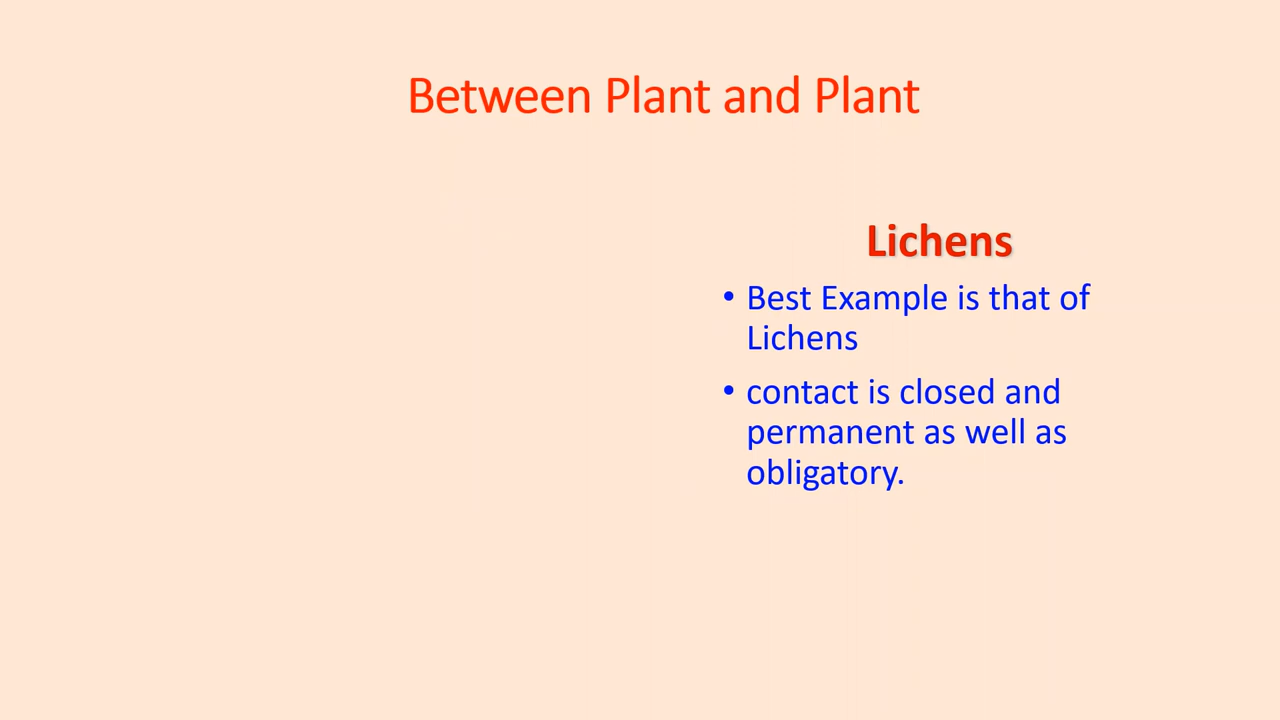 Between Plant and Plant
Lichens
• Best Example is that of
Lichens
• contact is closed and
permanent as well as
obligatory.